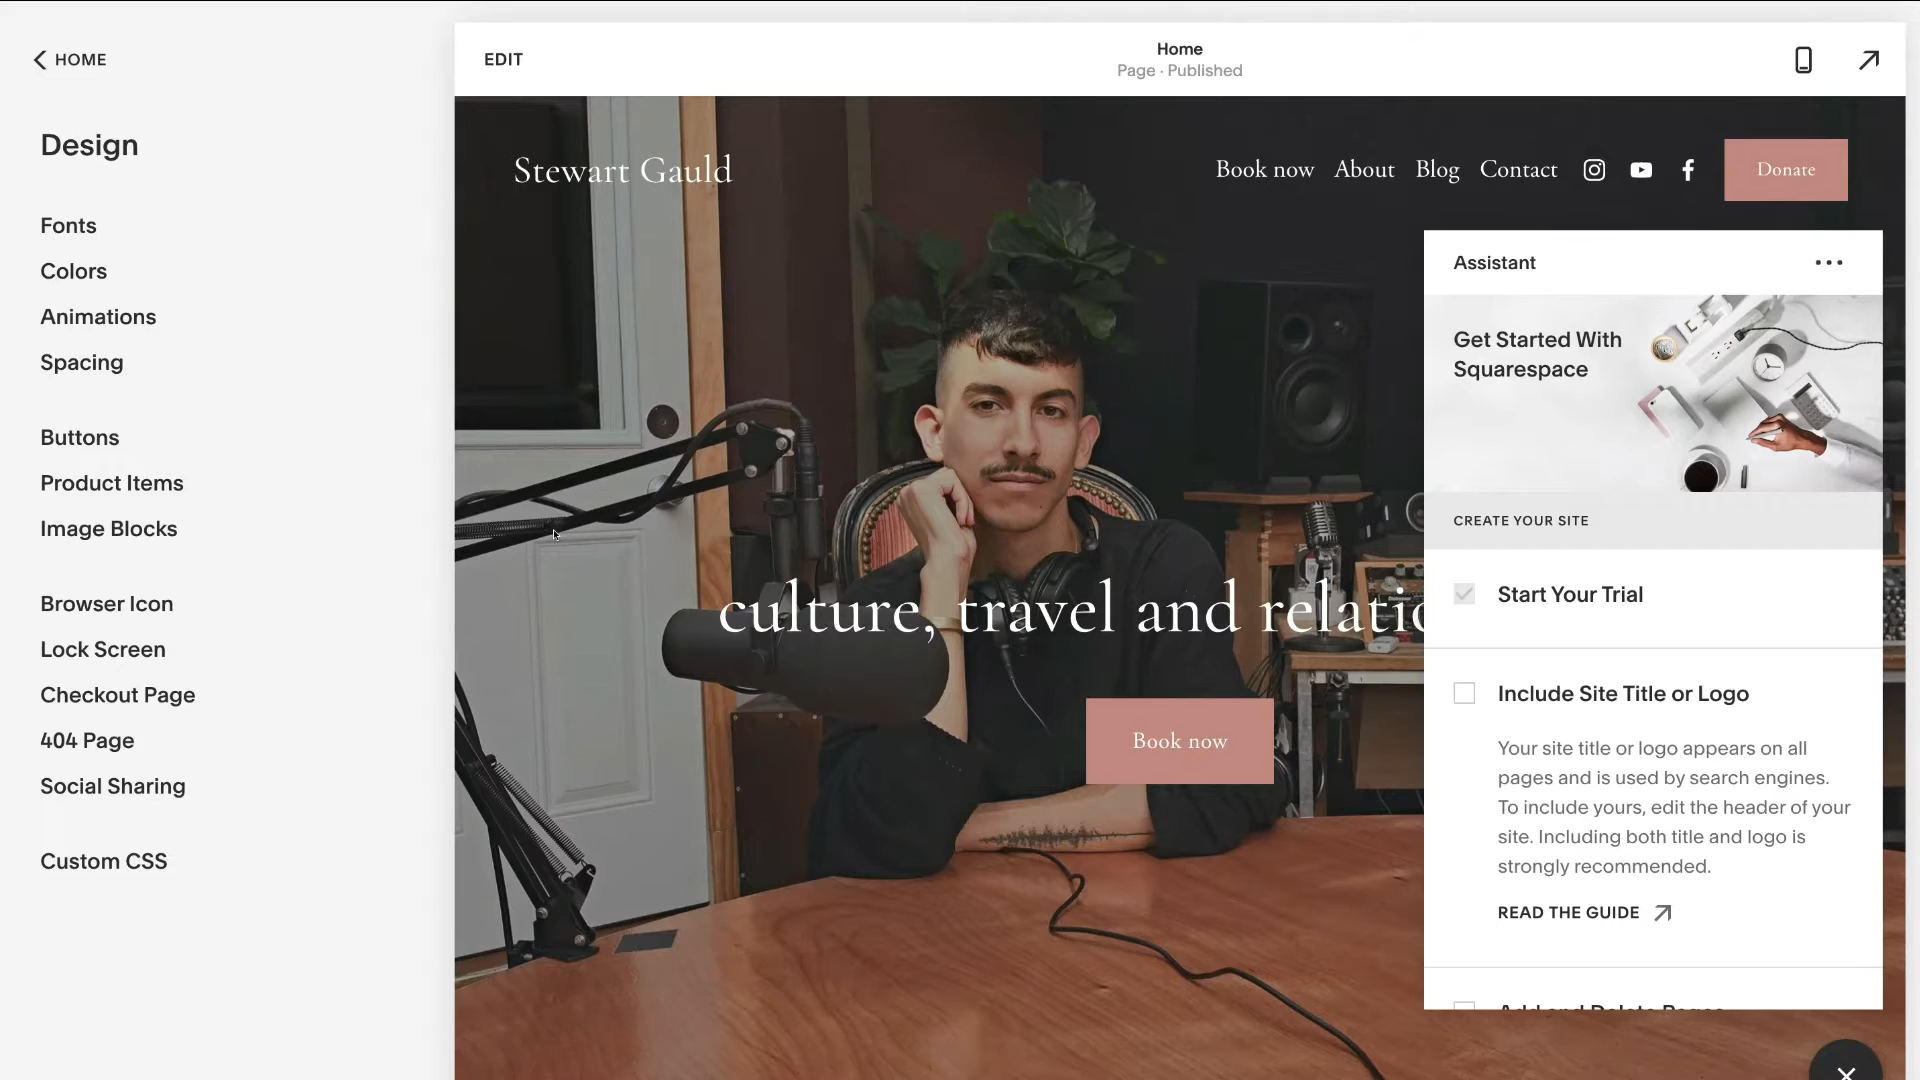 HOME
Design
Fonts
Colors
Animations
Spacing
Buttons
Product Items
Image Blocks
Browser Icon
Lock Screen
Checkout Page
404 Page
Social Sharing
Custom CSS
EDIT
Home
Page · Published
Stewart Gauld
Book now About Blog Contact
Donate
culture, travel and relatio
Book now
Assistant
Get Started With
Squarespace
CREATE YOUR SITE
Start Your Trial
Include Site Title or Logo
Your site title or logo appears on all
pages and is used by search engines.
To include yours, edit the header of your
site. Including both title and logo is
strongly recommended.
READ THE GUIDE
Add and Delete Pages